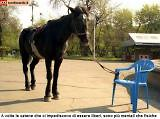 A volte le catene che ci impediscono di essere liberi, sono più mentali che fisiche